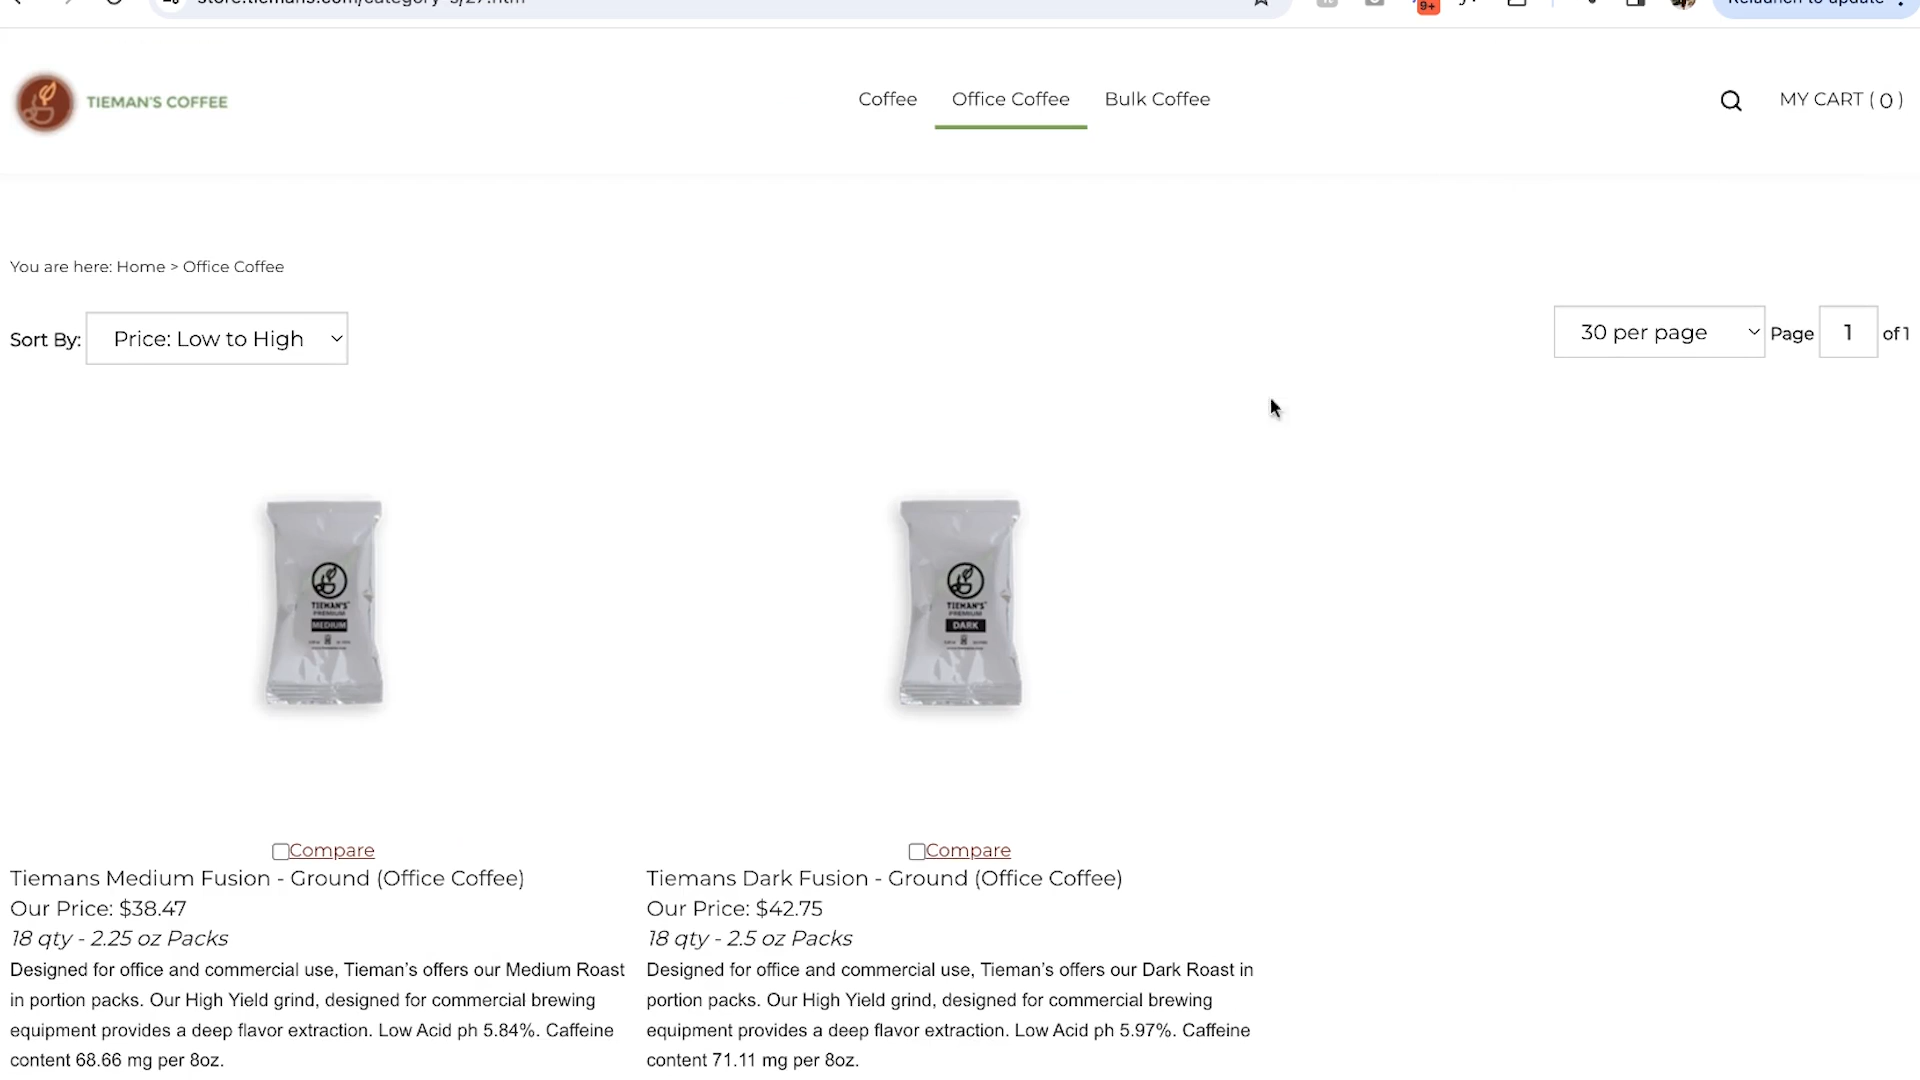 TIEMAN'S COFFEE
Coffee
Office Coffee
Bulk Coffee
MY CART ( 0 )
9+
You are here: Home > Office Coffee
Sort By:
Price: Low to High
30 per page
Page
1
of 1
TIEMAN'S
PREMIUM
MEDIUM
TIEMAN'S
PREMIUM
DARK
Compare
Tiemans Medium Fusion - Ground (Office Coffee)
Our Price: $38.47
18 qty - 2.25 oz Packs
Designed for office and commercial use, Tieman's offers our Medium Roast
in portion packs. Our High Yield grind, designed for commercial brewing
equipment provides a deep flavor extraction. Low Acid ph 5.84%. Caffeine
content 68.66 mg per 8oz.
Compare
Tiemans Dark Fusion - Ground (Office Coffee)
Our Price: $42.75
18 qty - 2.5 oz Packs
Designed for office and commercial use, Tieman's offers our Dark Roast in
portion packs. Our High Yield grind, designed for commercial brewing
equipment provides a deep flavor extraction. Low Acid ph 5.97%. Caffeine
content 71.11 mg per 8oz.